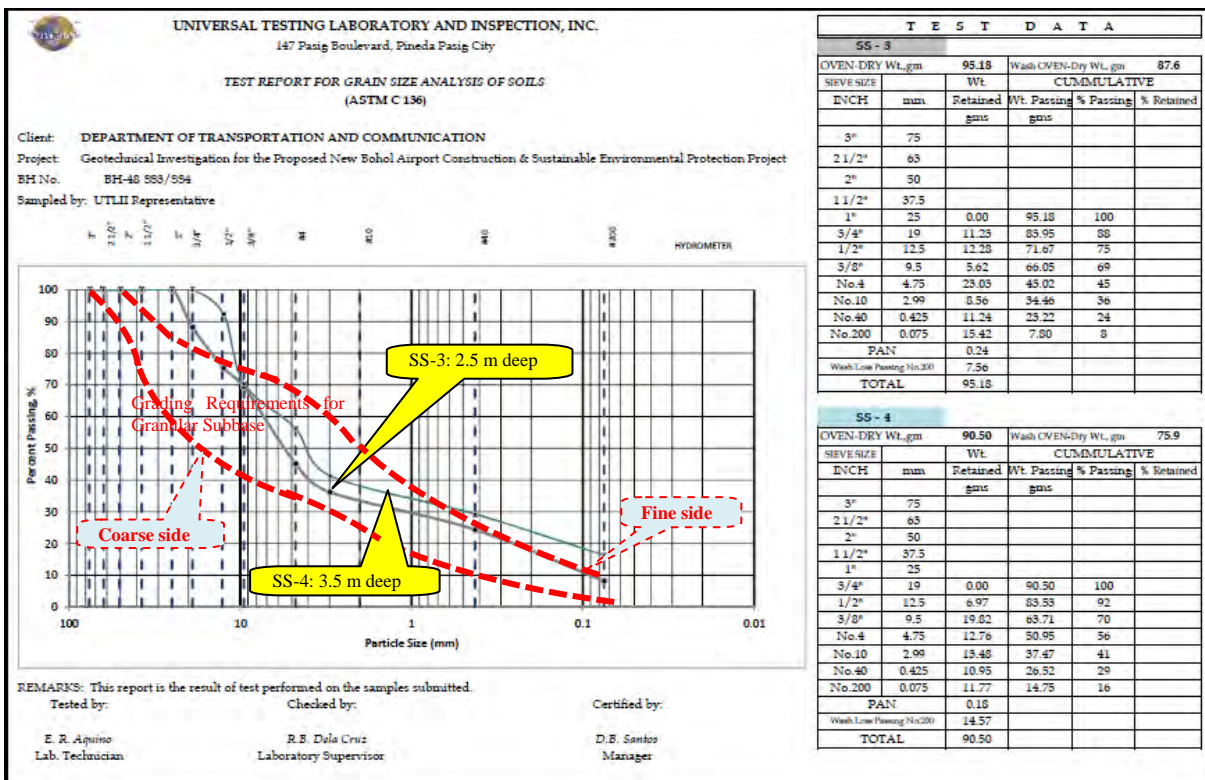 UNIVERSAL TESTING LABORATORY AND INSPECTION, INC.
147 Pasig Boulevard, Pineda Pasig City
TEST REPORT FOR GRAIN SIZE ANALYSIS OF SOILS
(ASTM C 136)
Client: DEPARTMENT OF TRANSPORTATION AND COMMUNICATION
Project: Geotechnical Investigation for the Proposed New Bohol Airport Construction & Sustainable Environmental Protection Project
BH No. BH-48 SS3/SS4
Sampled by: UTLII Representative
3" 2 1/2" 2" 1 1/2" 1" 3/4" 1/2" 3/8" #4 #10 #40 #200 HYDROMETER
Percent Passing, %
100
90
80
70
60
50
40
30
20
10
0
SS-3: 2.5 m deep
Grading Requirements for
Granular Subbase
Coarse side
Fine side
SS-4: 3.5 m deep
100 10 1 0.1 0.01
Particle Size (mm)
REMARKS: This report is the result of test performed on the samples submitted.
Tested by: Checked by: Certified by:
E. R. Aquino R.B. Dela Cruz D.B. Santos
Lab. Technician Laboratory Supervisor Manager
T E S T D A T A
SS - 3
OVEN-DRY Wt.,gm 95.18 Wash OVEN-Dry Wt., gm 87.6
SIEVE SIZE Wt. CUMMULATIVE
INCH mm Retained Wt. Passing % Passing % Retained
gms gms
3" 75
2 1/2" 63
2" 50
1 1/2" 37.5
1" 25 0.00 95.18 100
3/4" 19 11.23 83.95 88
1/2" 12.5 12.28 71.67 75
3/8" 9.5 5.62 66.05 69
No.4 4.75 23.03 43.02 45
No.10 2.99 8.56 34.46 36
No.40 0.425 11.24 23.22 24
No.200 0.075 15.42 7.80 8
PAN 0.24
Wash Loss Passing No.200 7.56
TOTAL 95.18
SS - 4
OVEN-DRY Wt.,gm 90.50 Wash OVEN-Dry Wt., gm 75.9
SIEVE SIZE Wt. CUMMULATIVE
INCH mm Retained Wt. Passing % Passing % Retained
gms gms
3" 75
2 1/2" 63
2" 50
1 1/2" 37.5
1" 25
3/4" 19 0.00 90.50 100
1/2" 12.5 6.97 83.53 92
3/8" 9.5 19.82 63.71 70
No.4 4.75 12.76 50.95 56
No.10 2.99 13.48 37.47 41
No.40 0.425 10.95 26.52 29
No.200 0.075 11.77 14.75 16
PAN 0.18
Wash Loss Passing No.200 14.57
TOTAL 90.50